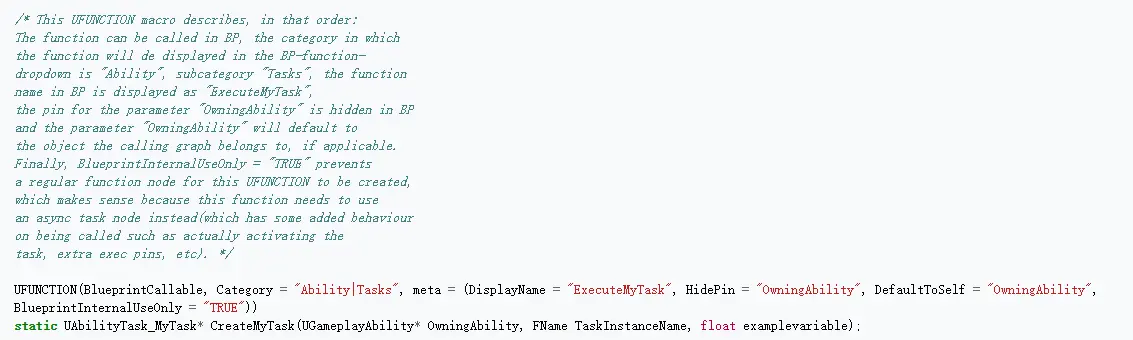 /* This UFUNCTION macro describes, in that order:
The function can be called in BP, the category in which
the function will de displayed in the BP-function-
dropdown is "Ability", subcategory "Tasks", the function
name in BP is displayed as "ExecuteMyTask",
the pin for the parameter "OwningAbility" is hidden in BP
and the parameter "OwningAbility" will default to
the object the calling graph belongs to, if applicable.
Finally, BlueprintInternalUseOnly = "TRUE" prevents
a regular function node for this UFUNCTION to be created,
which makes sense because this function needs to use
an async task node instead(which has some added behaviour
on being called such as actually activating the
task, extra exec pins, etc). */
UFUNCTION(BlueprintCallable, Category = "Ability|Tasks", meta = (DisplayName = "ExecuteMyTask", HidePin = "OwningAbility", DefaultToSelf = "OwningAbility",
BlueprintInternalUseOnly = "TRUE"))
static UAbilityTask_MyTask* CreateMyTask(UGameplayAbility* OwningAbility, FName TaskInstanceName, float examplevariable);